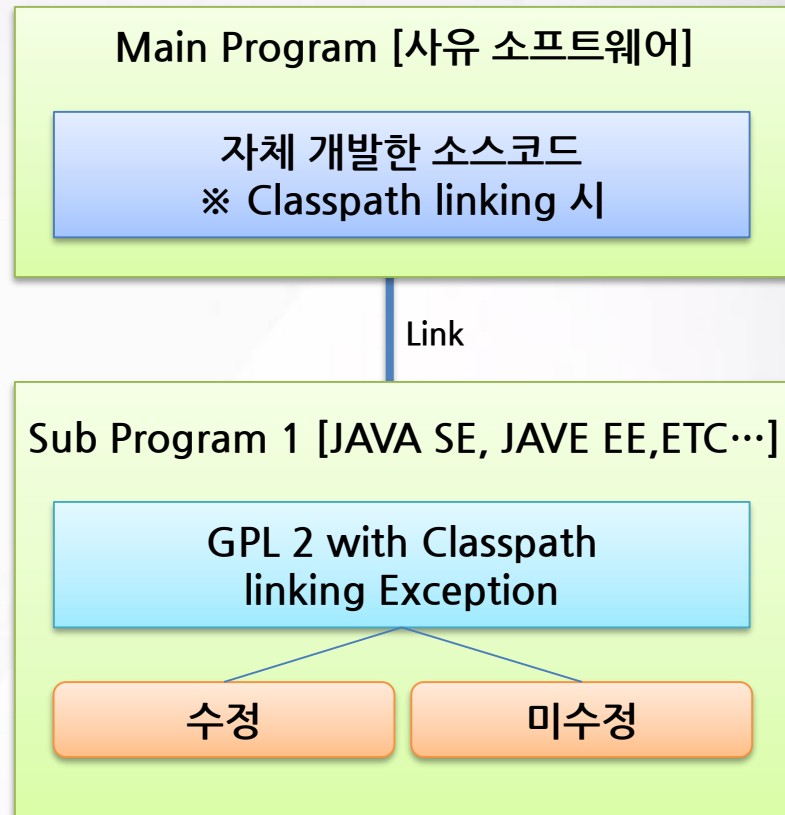 Main Program [사유 소프트웨어]
자체 개발한 소스코드
※ Classpath linking 시
Link
Sub Program 1 [JAVA SE, JAVE EE,ETC…]
GPL 2 with Classpath
linking Exception
수정
미수정